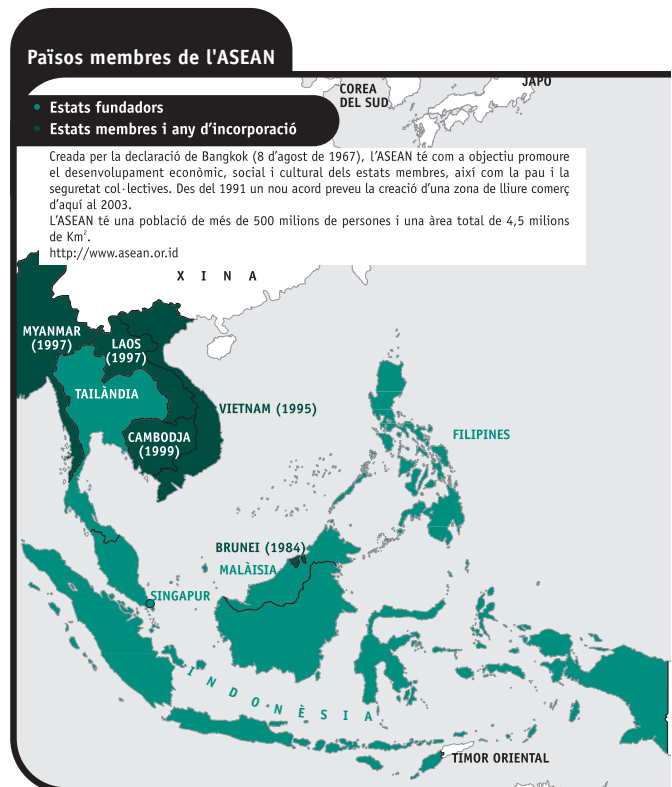 Països membres de l'ASEAN
COREA
DEL SUD
JAPÓ
• Estats fundadors
• Estats membres i any d’incorporació
Creada per la declaració de Bangkok (8 d’agost de 1967), l’ASEAN té com a objectiu promoure
el desenvolupament econòmic, social i cultural dels estats membres, així com la pau i la
seguretat col·lectives. Des del 1991 un nou acord preveu la creació d’una zona de lliure comerç
d’aquí al 2003.
L’ASEAN té una població de més de 500 milions de persones i una àrea total de 4,5 milions
de Km².
http://www.asean.or.id
XINA
MYANMAR
(1997)
LAOS
(1997)
TAILÀNDIA
VIETNAM (1995)
CAMBODJA
(1999)
FILIPINES
BRUNEI (1984)
MALÀISIA
SINGAPUR
INDONÈSIA
TIMOR ORIENTAL